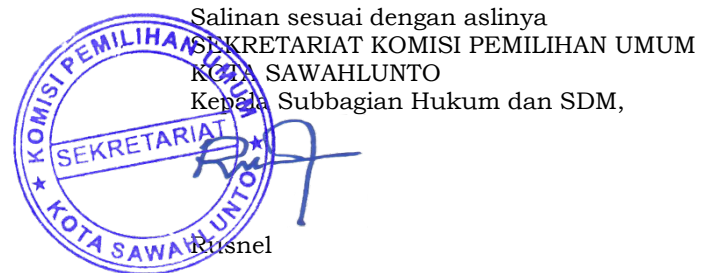 Salinan sesuai dengan aslinya
SEKRETARIAT KOMISI PEMILIHAN UMUM
KOTA SAWAHLUNTO
Kepala Subbagian Hukum dan SDM,
KOMISI PEMILIHAN UMUM
SEKRETARIAT
KOTA SAWAHLUNTO
Rusnel